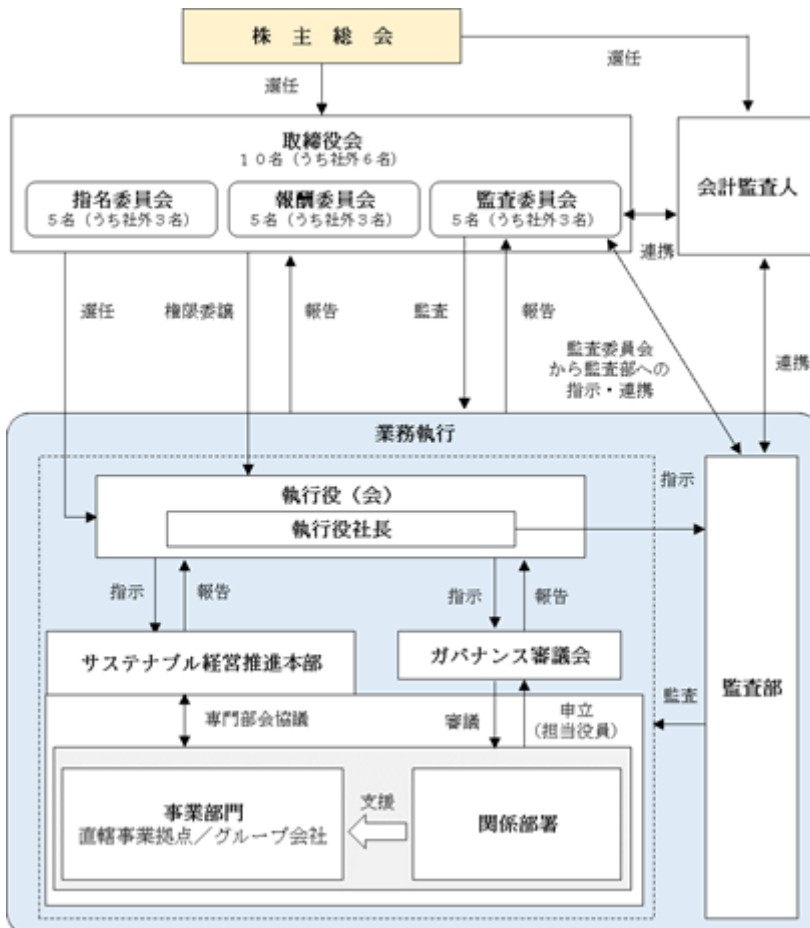 株 主 総 会
選任
選任
取締役会
１０名（うち社外６名）
指名委員会
５名（うち社外３名）
報酬委員会
５名（うち社外３名）
監査委員会
５名（うち社外３名）
会計監査人
連携
選任
権限委譲
報告
監査
報告
監査委員会
から監査部への
指示・連携
連携
業務執行
執行役（会）
執行役社長
指示
指示
報告
指示
報告
サステナブル経営推進本部
ガバナンス審議会
監査部
専門部会協議
審議
申立
（担当役員）
監査
事業部門
直轄事業拠点／グループ会社
支援
関係部署